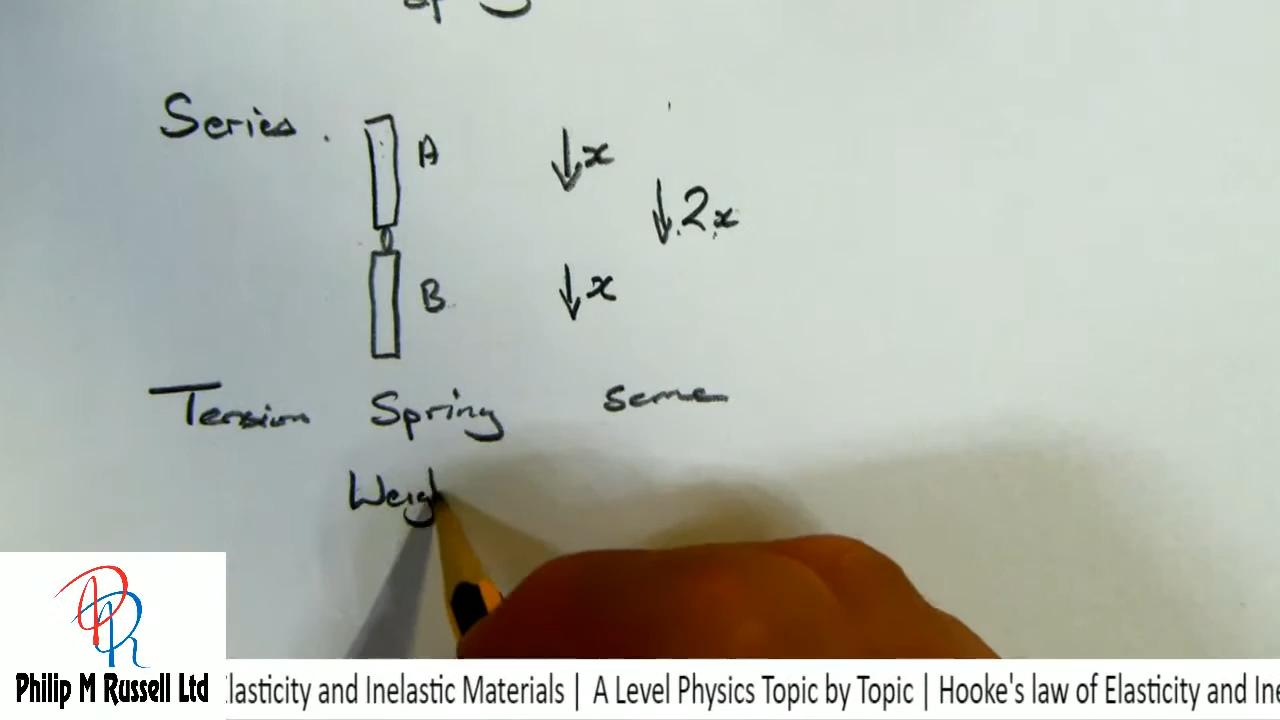 Series.
A
↓x
↓2x
B
↓x
Tension Spring same
Weigh
Philip M Russell Ltd
Elasticity and Inelastic Materials | A Level Physics Topic by Topic | Hooke's law of Elasticity and Ine